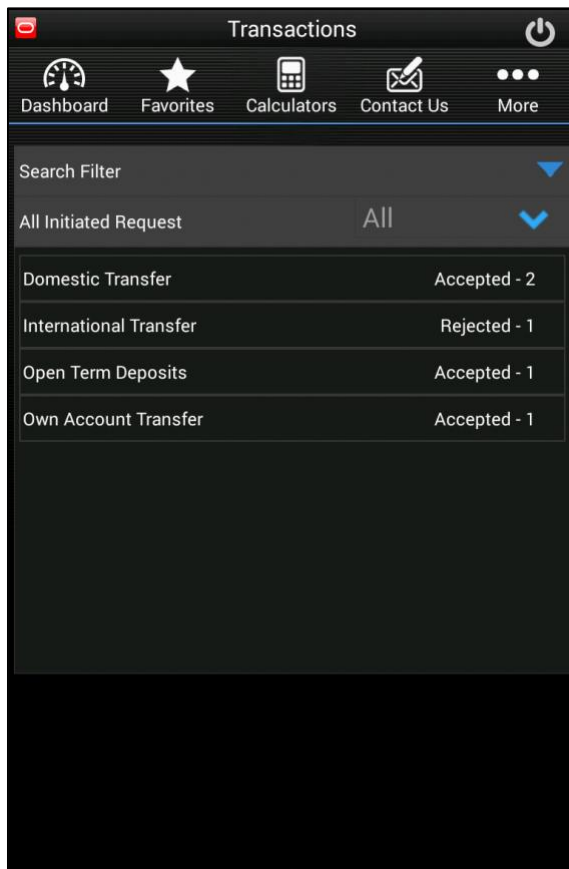 Transactions
Dashboard Favorites Calculators Contact Us More
Search Filter
All Initiated Request All
Domestic Transfer Accepted - 2
International Transfer Rejected - 1
Open Term Deposits Accepted - 1
Own Account Transfer Accepted - 1